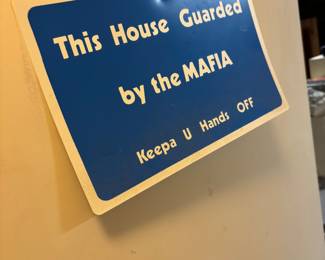 This House Guarded
by the MAFIA
Keepa U Hands OFF